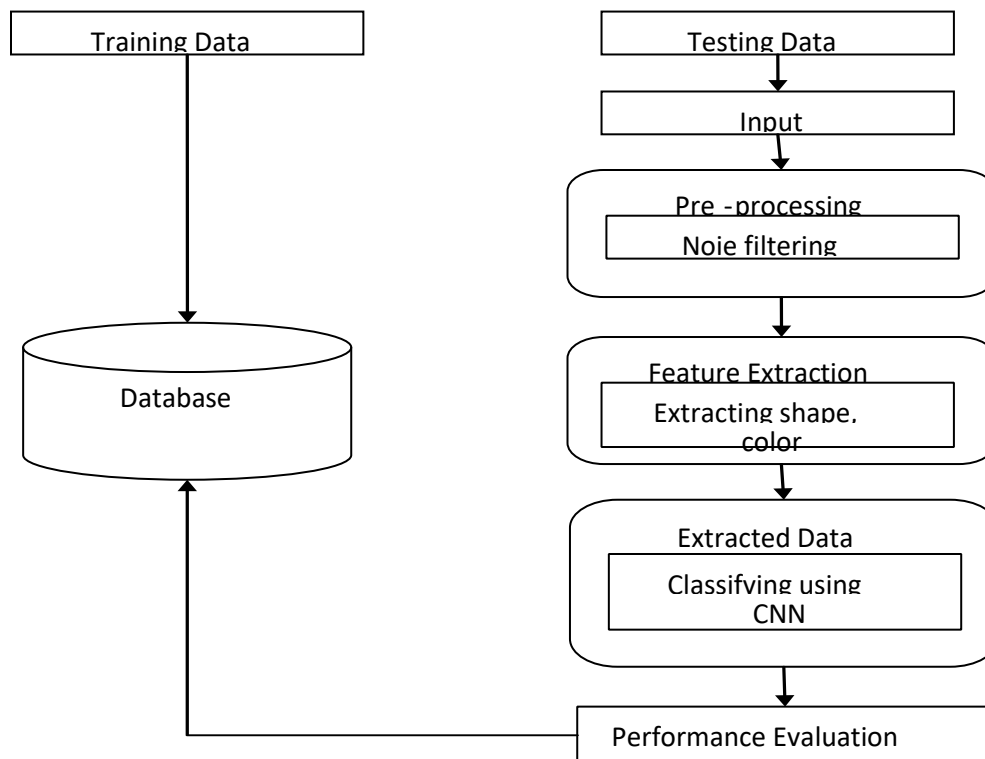 Training Data
Testing Data
Input
Pre -processing
Noie filtering
Database
Feature Extraction
Extracting shape,
color
Extracted Data
Classifying using
CNN
Performance Evaluation